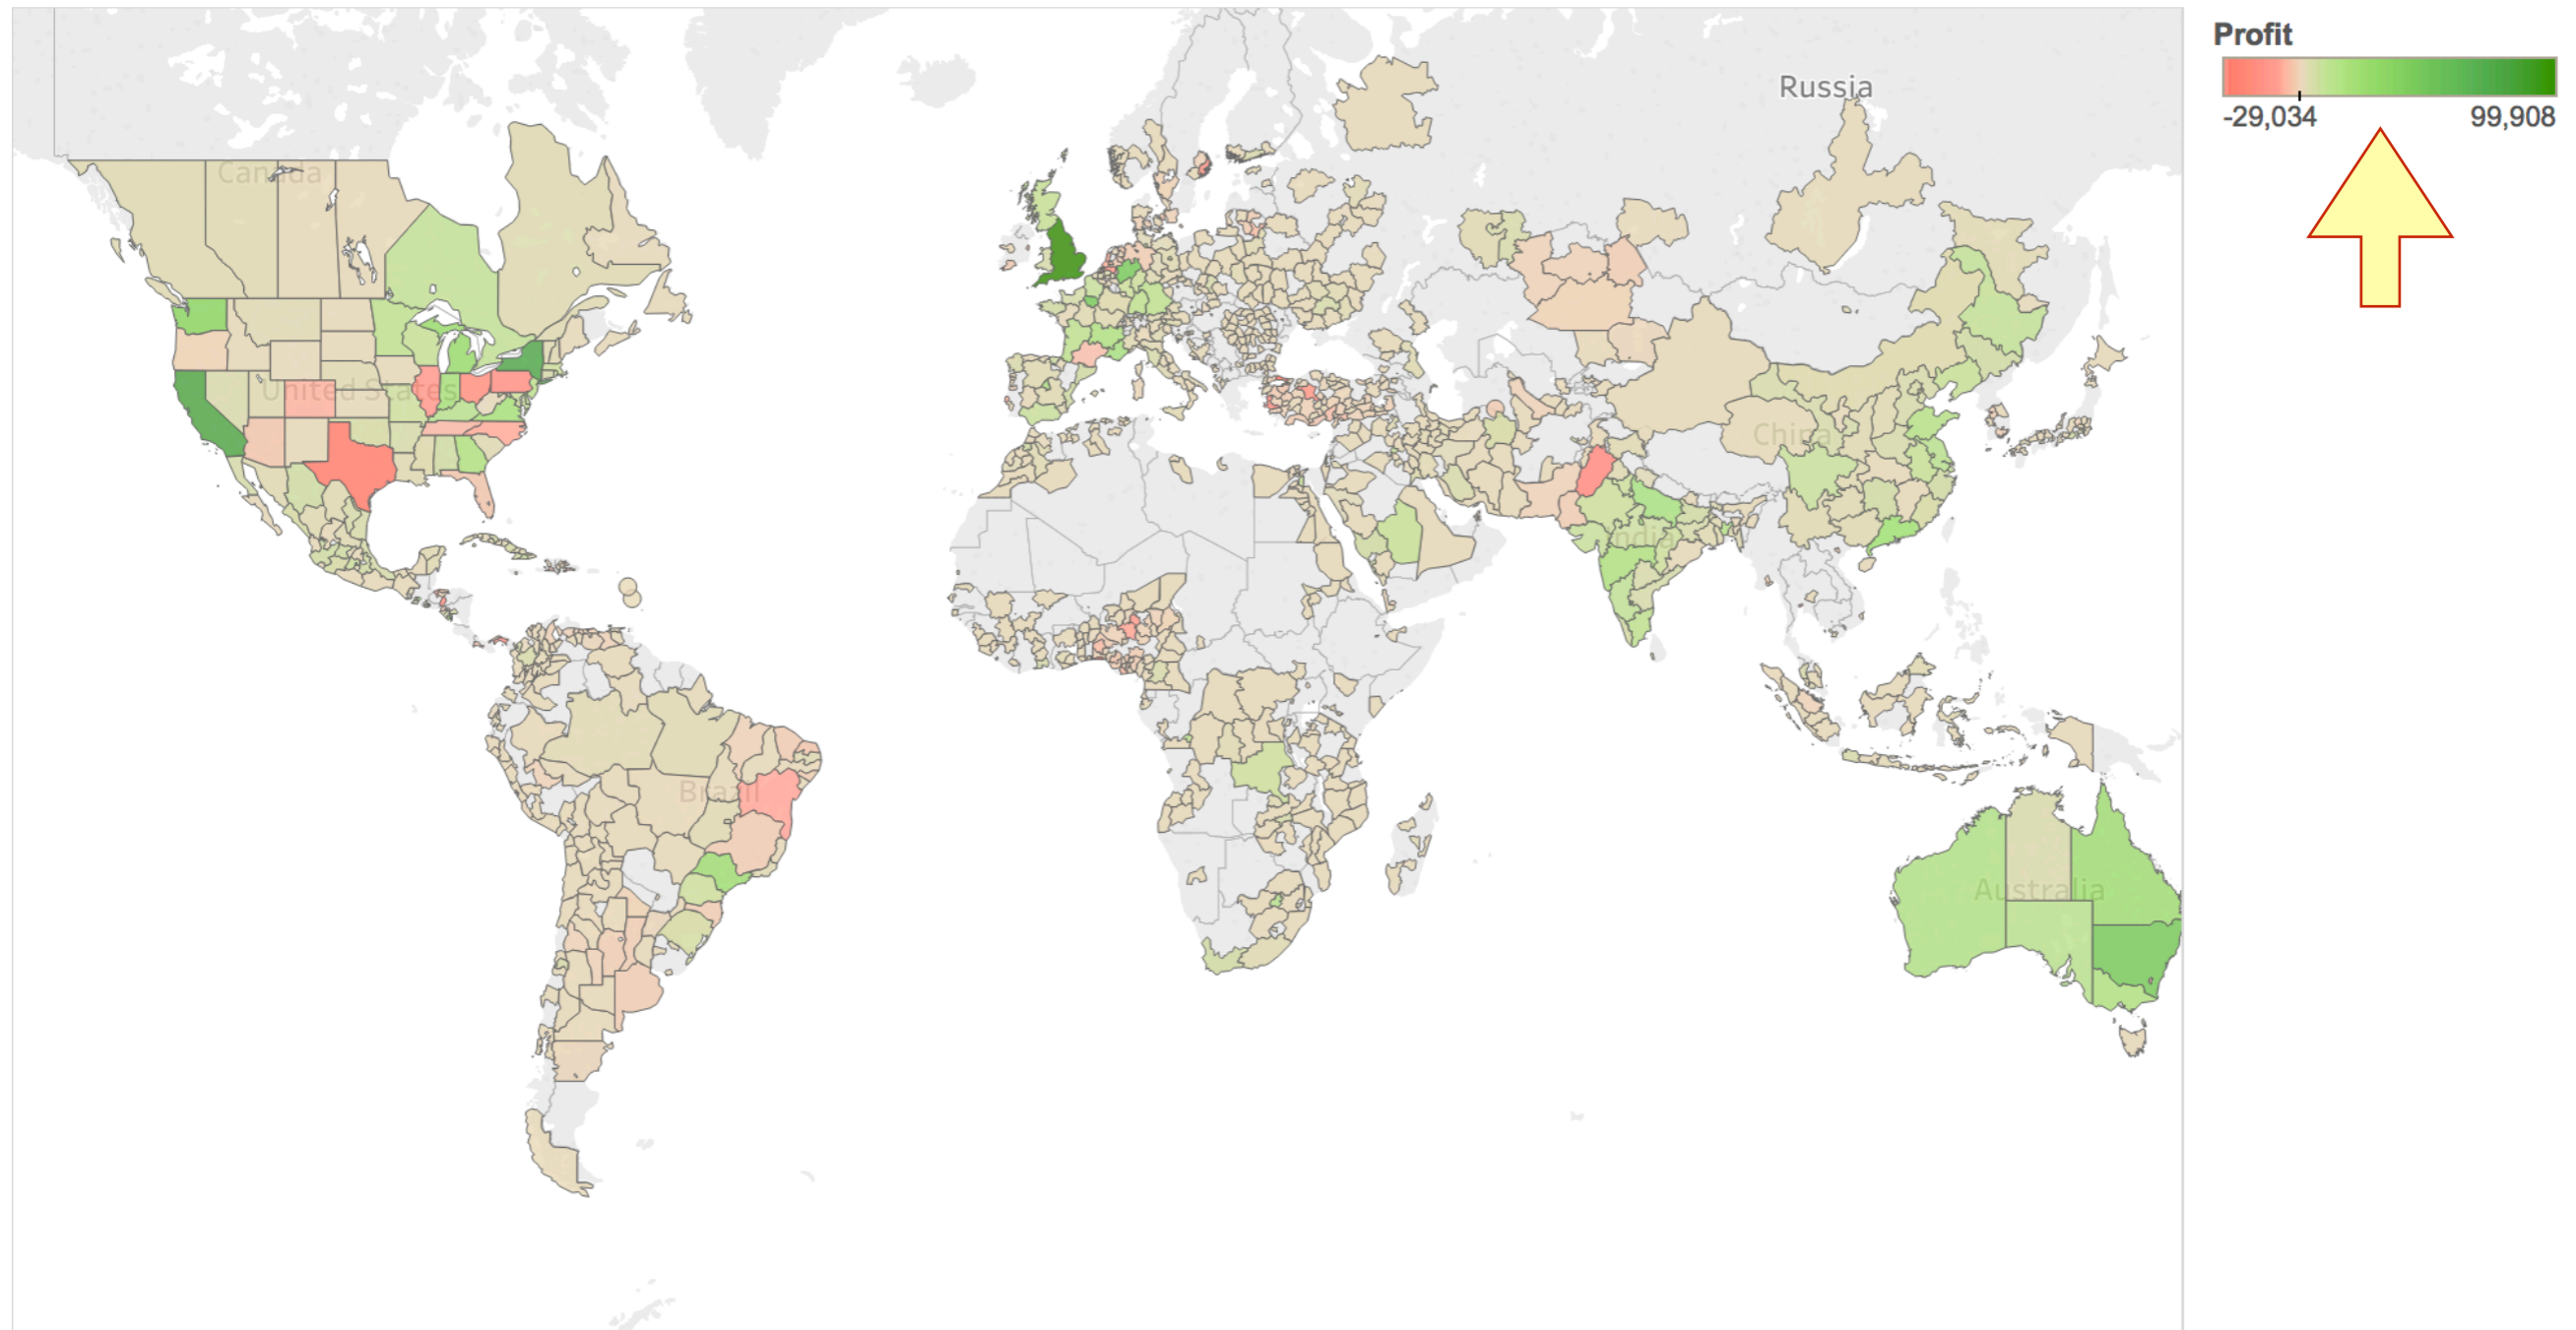 Profit
-29,034 99,908
Russia
Canada
United States
China
India
Brazil
Australia